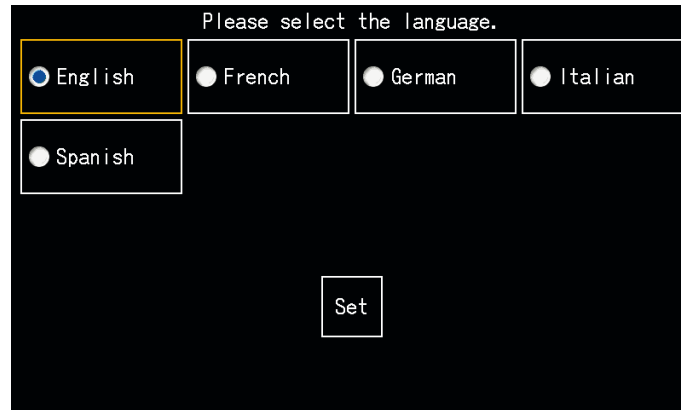 Please select the language.
English French German Italian
Spanish
Set